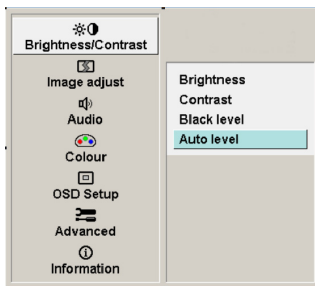 Brightness/Contrast
Image adjust
Audio
Colour
OSD Setup
Advanced
Information
Brightness
Contrast
Black level
Auto level